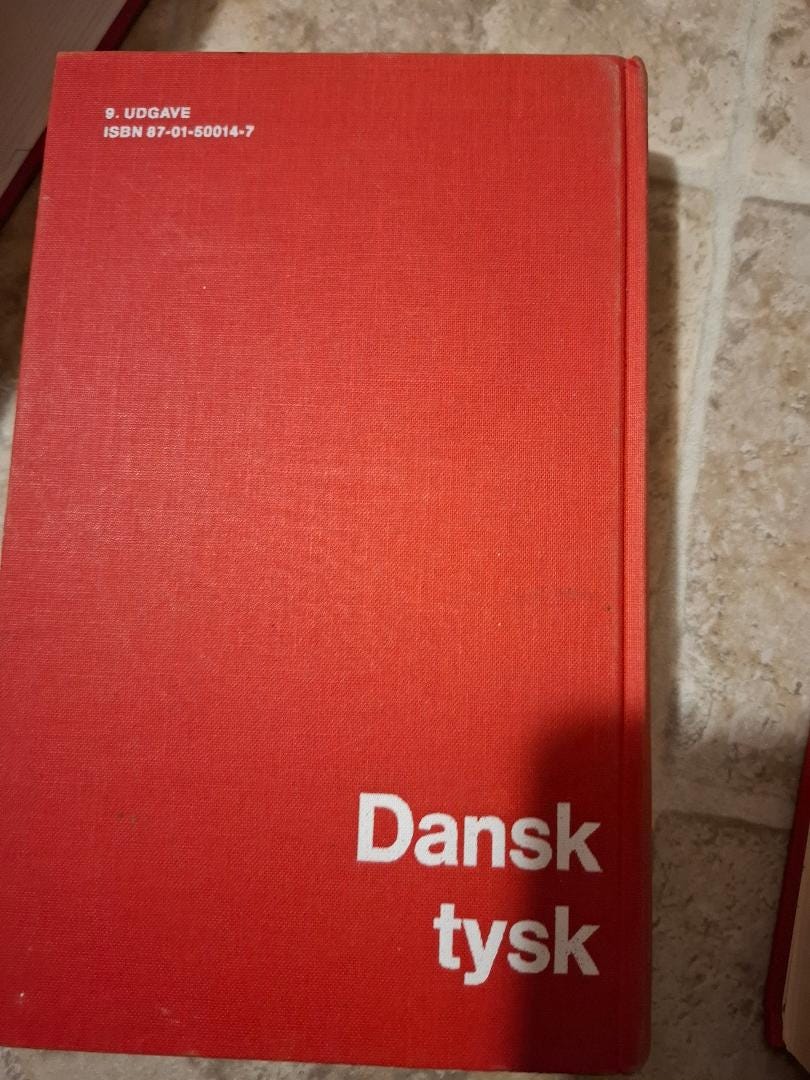 9. UDGAVE
ISBN 87-01-50014-7
Dansk
tysk